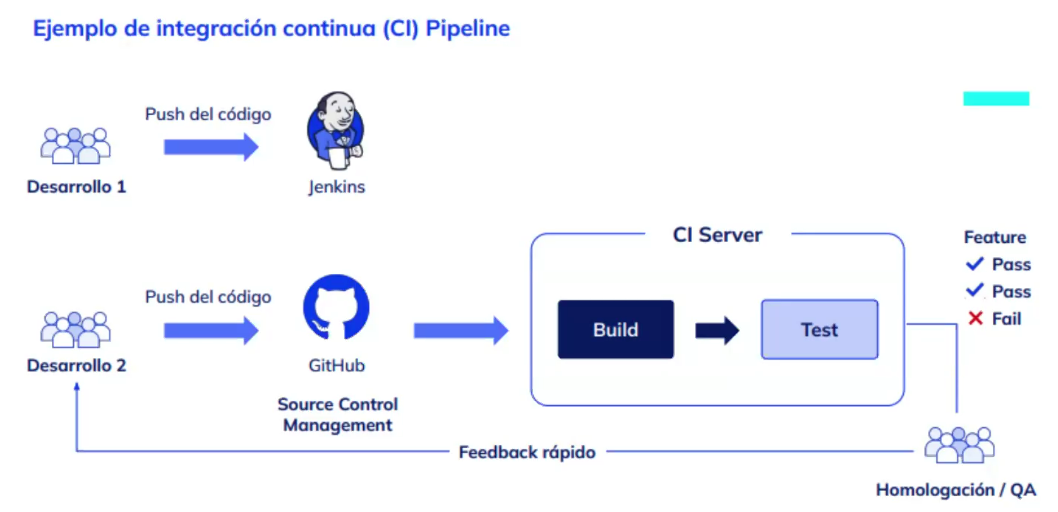 Ejemplo de integración continua (CI) Pipeline
Push del código
Desarrollo 1
Jenkins
Push del código
Desarrollo 2
GitHub
Source Control
Management
CI Server
Build
Test
Feature
Pass
Pass
Fail
Feedback rápido
Homologación / QA